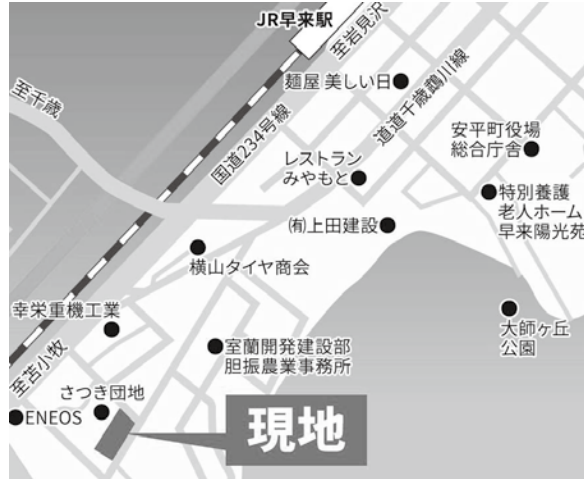 JR早来駅
至岩見沢
麺屋 美しい日
至千歳
国道234号線
道道千歳鵡川線
安平町役場
総合庁舎
レストラン
みやもと
特別養護
老人ホーム
早来陽光苑
㈲上田建設
横山タイヤ商会
幸栄重機工業
大師ヶ丘
公園
室蘭開発建設部
胆振農業事務所
至苫小牧
さつき団地
ENEOS
現地